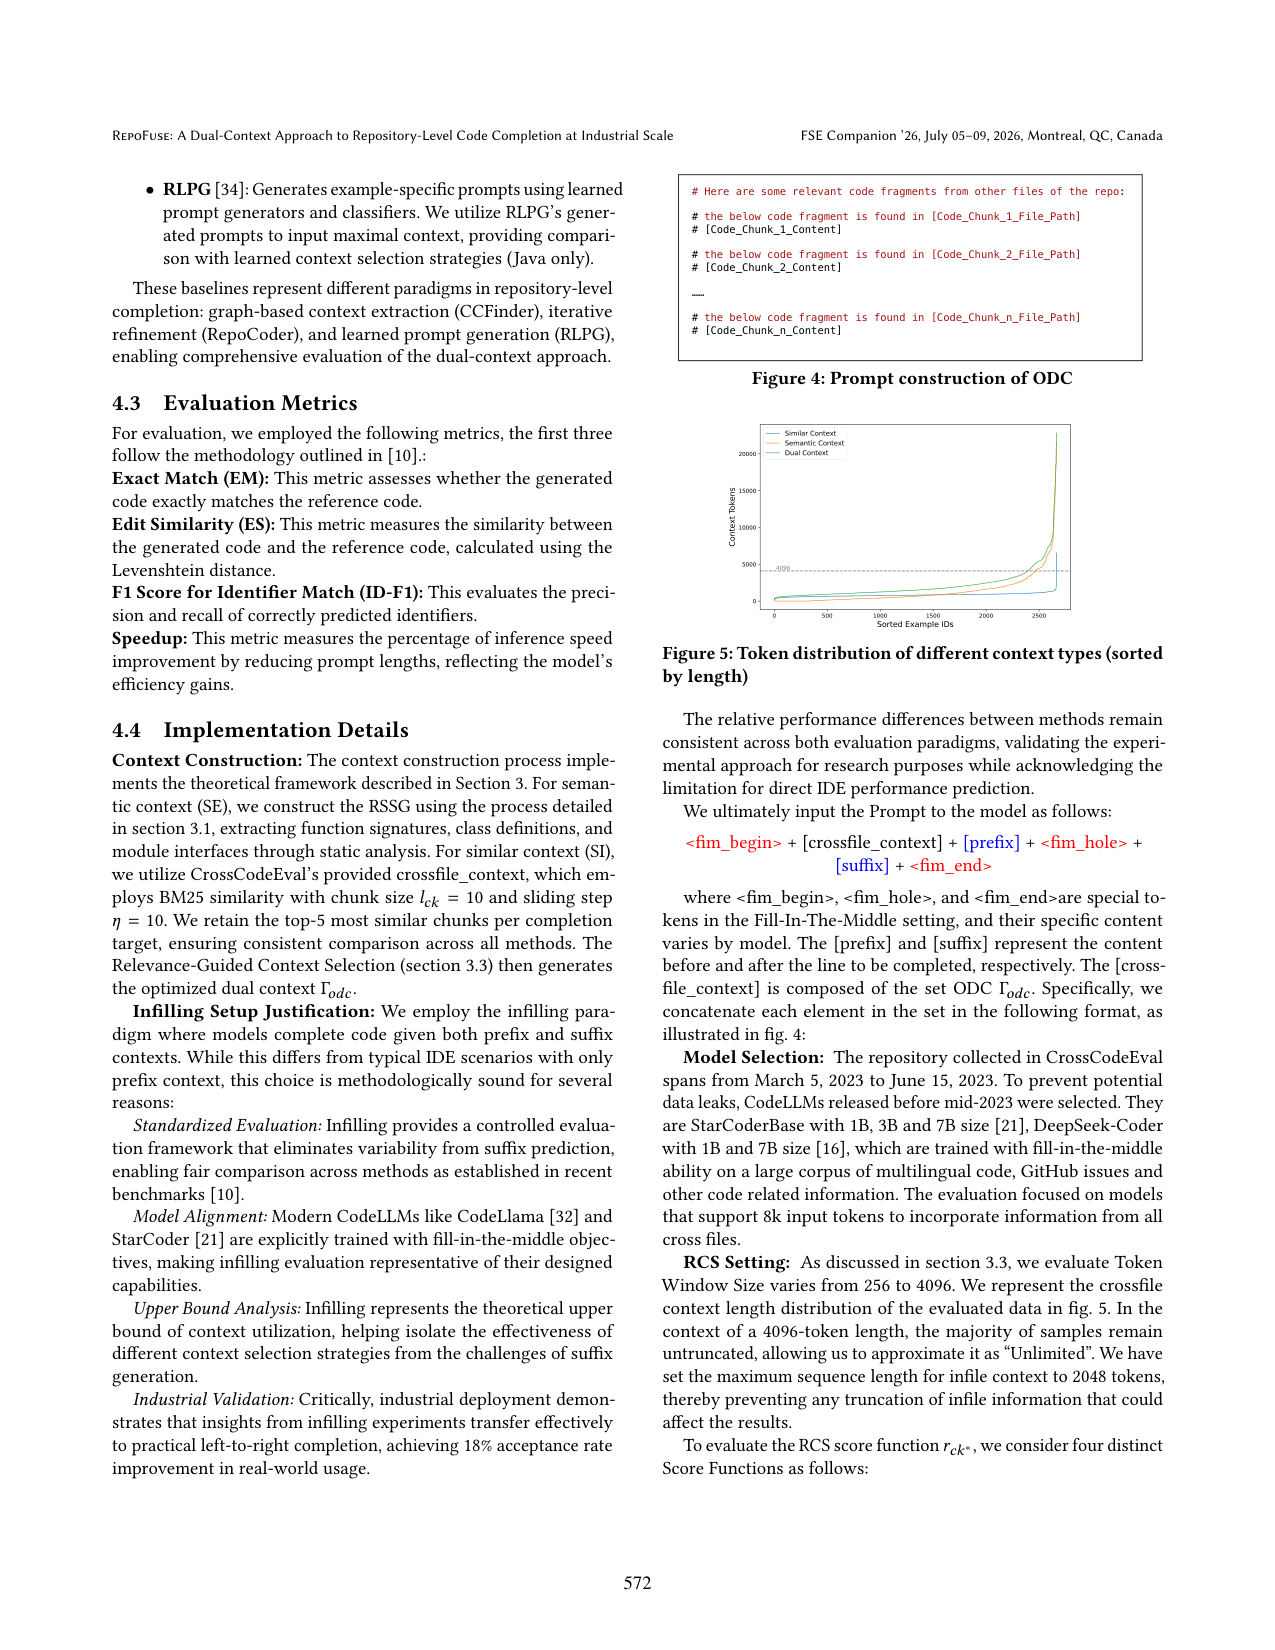 REPOFUSE: A Dual-Context Approach to Repository-Level Code Completion at Industrial Scale
FSE Companion ’26, July 05–09, 2026, Montreal, QC, Canada
• RLPG [34]: Generates example-specific prompts using learned
prompt generators and classifiers. We utilize RLPG’s gener-
ated prompts to input maximal context, providing compari-
son with learned context selection strategies (Java only).
These baselines represent different paradigms in repository-level
completion: graph-based context extraction (CCFinder), iterative
refinement (RepoCoder), and learned prompt generation (RLPG),
enabling comprehensive evaluation of the dual-context approach.
4.3 Evaluation Metrics
For evaluation, we employed the following metrics, the first three
follow the methodology outlined in [10].:
Exact Match (EM): This metric assesses whether the generated
code exactly matches the reference code.
Edit Similarity (ES): This metric measures the similarity between
the generated code and the reference code, calculated using the
Levenshtein distance.
F1 Score for Identifier Match (ID-F1): This evaluates the preci-
sion and recall of correctly predicted identifiers.
Speedup: This metric measures the percentage of inference speed
improvement by reducing prompt lengths, reflecting the model’s
efficiency gains.
4.4 Implementation Details
Context Construction: The context construction process imple-
ments the theoretical framework described in Section 3. For seman-
tic context (SE), we construct the RSSG using the process detailed
in section 3.1, extracting function signatures, class definitions, and
module interfaces through static analysis. For similar context (SI),
we utilize CrossCodeEval’s provided crossfile_context, which em-
ploys BM25 similarity with chunk size lck = 10 and sliding step
η = 10. We retain the top-5 most similar chunks per completion
target, ensuring consistent comparison across all methods. The
Relevance-Guided Context Selection (section 3.3) then generates
the optimized dual context Γodc.
Infilling Setup Justification: We employ the infilling para-
digm where models complete code given both prefix and suffix
contexts. While this differs from typical IDE scenarios with only
prefix context, this choice is methodologically sound for several
reasons:
Standardized Evaluation: Infilling provides a controlled evalua-
tion framework that eliminates variability from suffix prediction,
enabling fair comparison across methods as established in recent
benchmarks [10].
Model Alignment: Modern CodeLLMs like CodeLlama [32] and
StarCoder [21] are explicitly trained with fill-in-the-middle objec-
tives, making infilling evaluation representative of their designed
capabilities.
Upper Bound Analysis: Infilling represents the theoretical upper
bound of context utilization, helping isolate the effectiveness of
different context selection strategies from the challenges of suffix
generation.
Industrial Validation: Critically, industrial deployment demon-
strates that insights from infilling experiments transfer effectively
to practical left-to-right completion, achieving 18% acceptance rate
improvement in real-world usage.
# Here are some relevant code fragments from other files of the repo:
# the below code fragment is found in [Code_Chunk_1_File_Path]
# [Code_Chunk_1_Content]
# the below code fragment is found in [Code_Chunk_2_File_Path]
# [Code_Chunk_2_Content]
……
# the below code fragment is found in [Code_Chunk_n_File_Path]
# [Code_Chunk_n_Content]
Figure 4: Prompt construction of ODC
Similar Context
Semantic Context
Dual Context
Context Tokens
20000
15000
10000
5000
0
4096
0 500 1000 1500 2000 2500
Sorted Example IDs
Figure 5: Token distribution of different context types (sorted
by length)
The relative performance differences between methods remain
consistent across both evaluation paradigms, validating the experi-
mental approach for research purposes while acknowledging the
limitation for direct IDE performance prediction.
We ultimately input the Prompt to the model as follows:
<fim_begin> + [crossfile_context] + [prefix] + <fim_hole> +
[suffix] + <fim_end>
where <fim_begin>, <fim_hole>, and <fim_end>are special to-
kens in the Fill-In-The-Middle setting, and their specific content
varies by model. The [prefix] and [suffix] represent the content
before and after the line to be completed, respectively. The [cross-
file_context] is composed of the set ODC Γodc. Specifically, we
concatenate each element in the set in the following format, as
illustrated in fig. 4:
Model Selection: The repository collected in CrossCodeEval
spans from March 5, 2023 to June 15, 2023. To prevent potential
data leaks, CodeLLMs released before mid-2023 were selected. They
are StarCoderBase with 1B, 3B and 7B size [21], DeepSeek-Coder
with 1B and 7B size [16], which are trained with fill-in-the-middle
ability on a large corpus of multilingual code, GitHub issues and
other code related information. The evaluation focused on models
that support 8k input tokens to incorporate information from all
cross files.
RCS Setting: As discussed in section 3.3, we evaluate Token
Window Size varies from 256 to 4096. We represent the crossfile
context length distribution of the evaluated data in fig. 5. In the
context of a 4096-token length, the majority of samples remain
untruncated, allowing us to approximate it as “Unlimited”. We have
set the maximum sequence length for infile context to 2048 tokens,
thereby preventing any truncation of infile information that could
affect the results.
To evaluate the RCS score function rck*, we consider four distinct
Score Functions as follows:
572